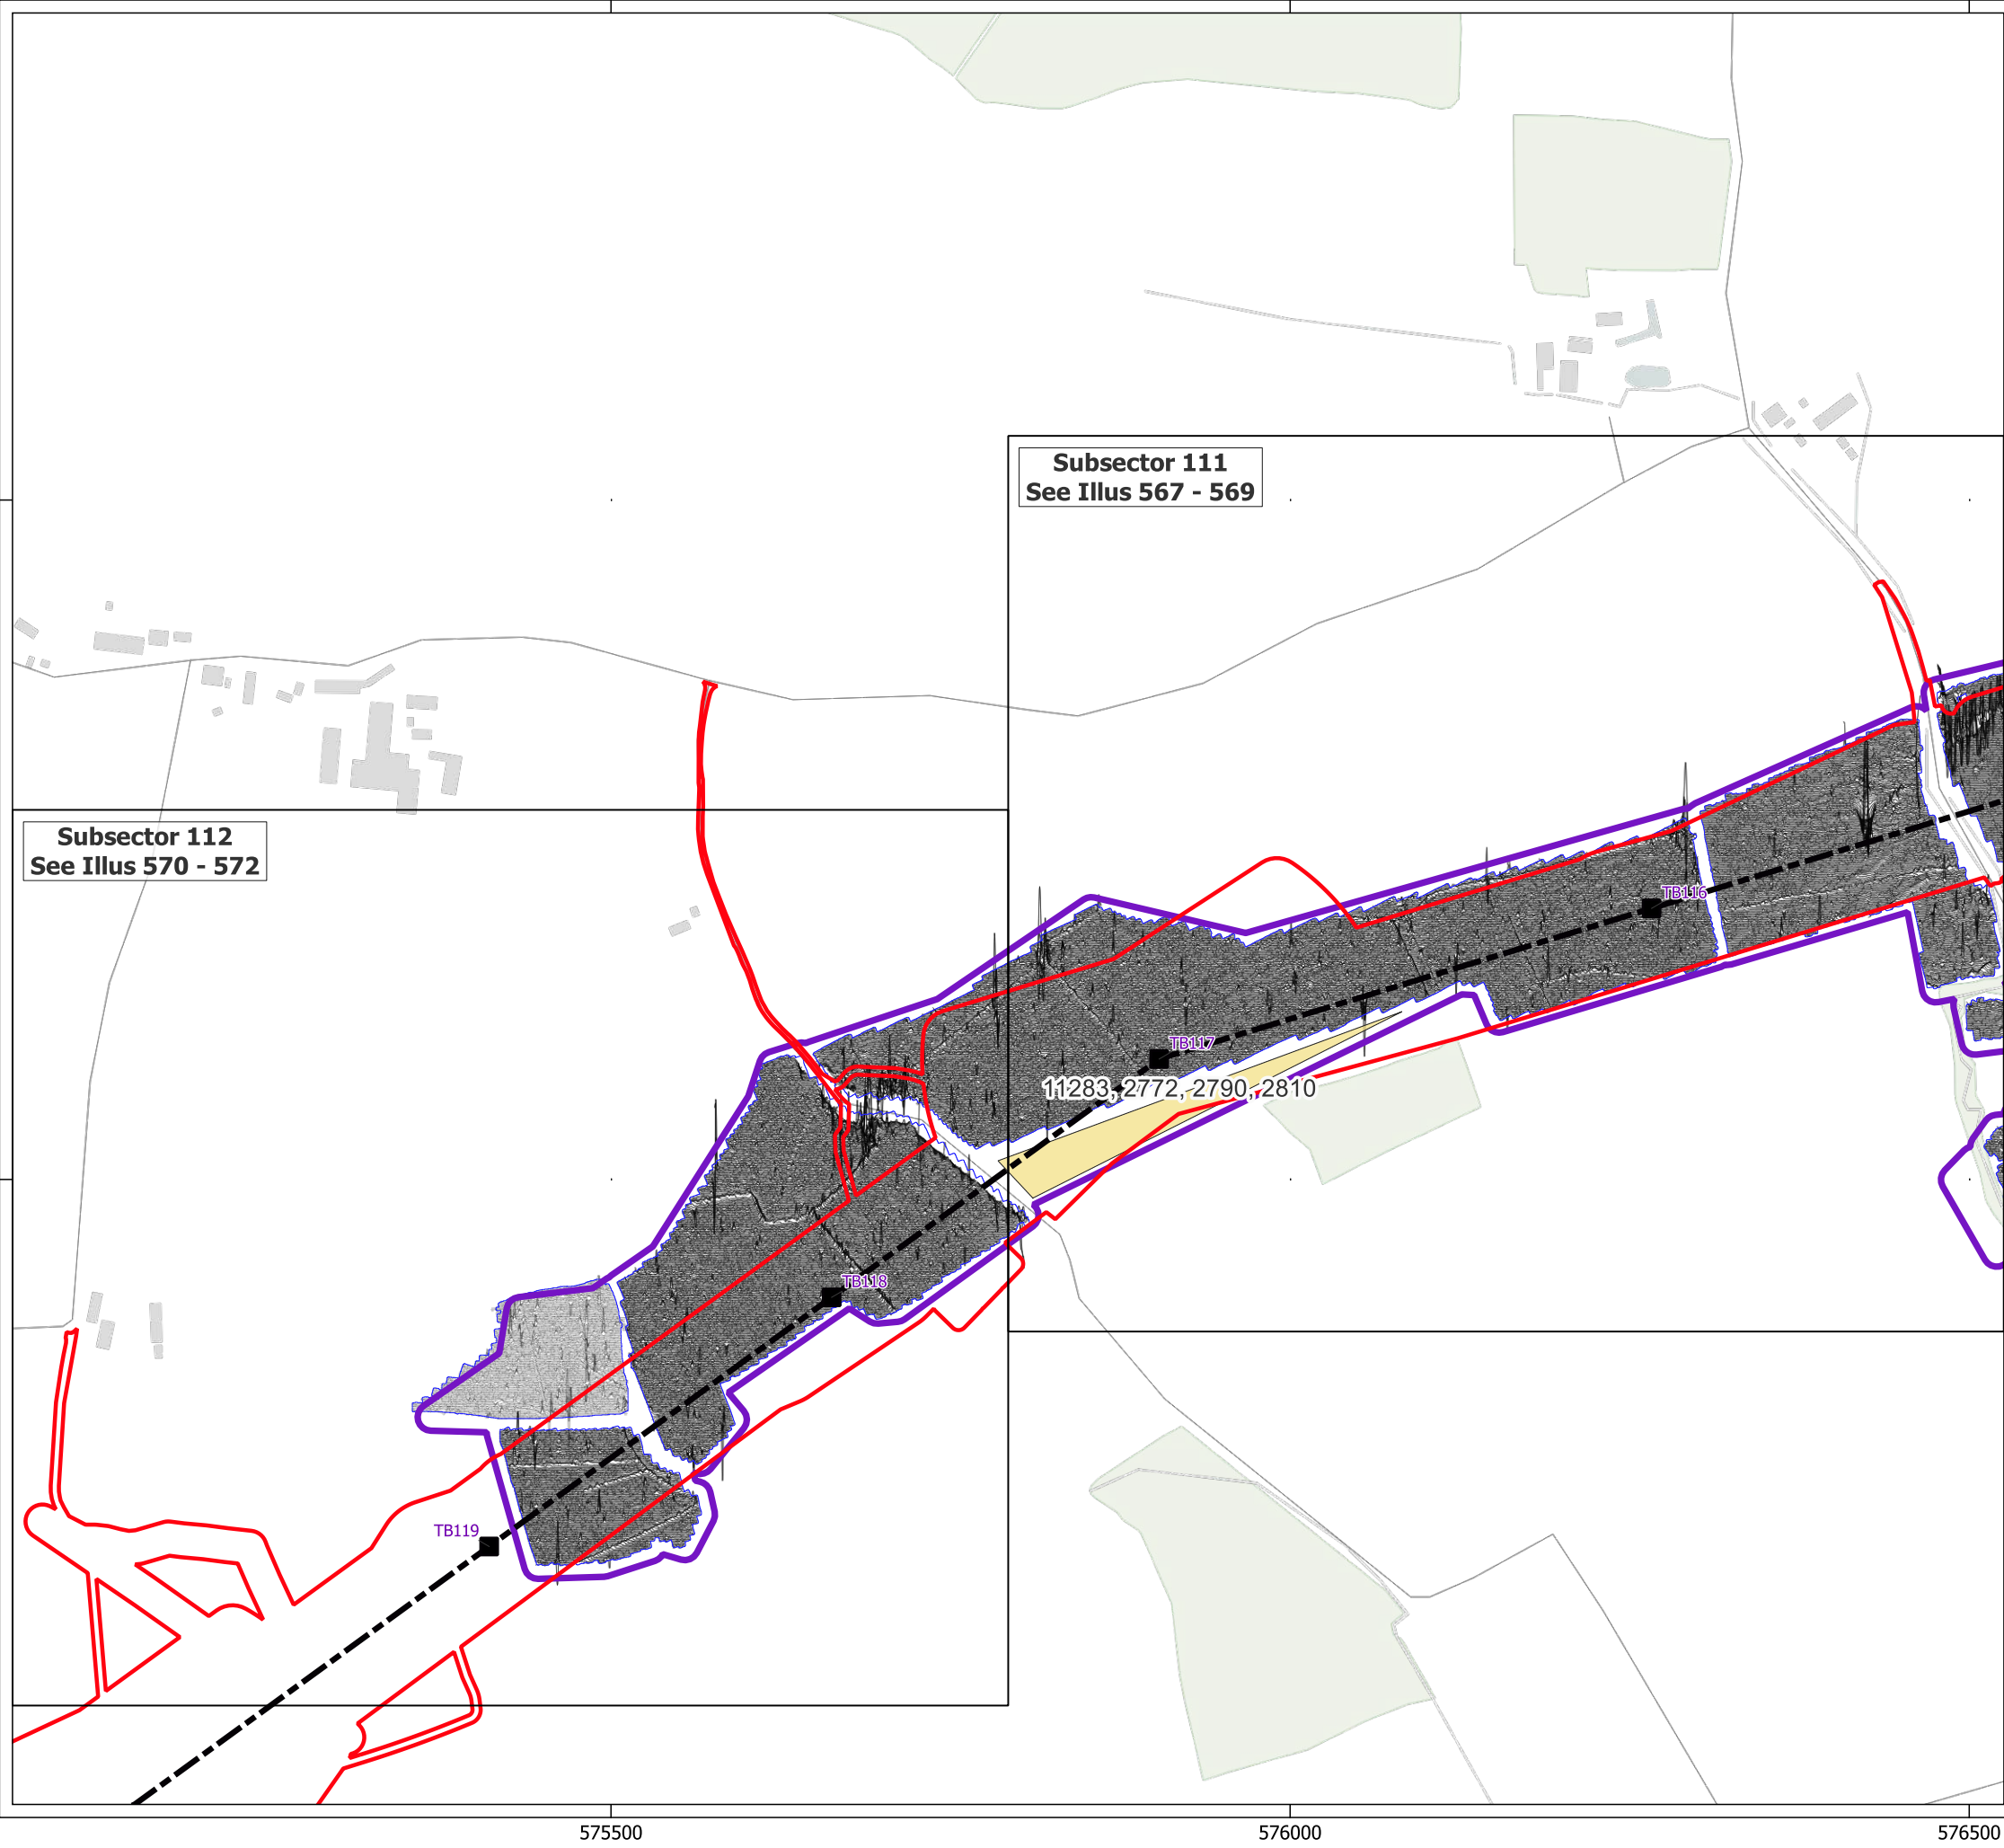 Subsector 111
See Illus 567 - 569
Subsector 112
See Illus 570 - 572
TB116
TB117
11283, 2772, 2790, 2810
TB118
TB119
575500
576000
576500